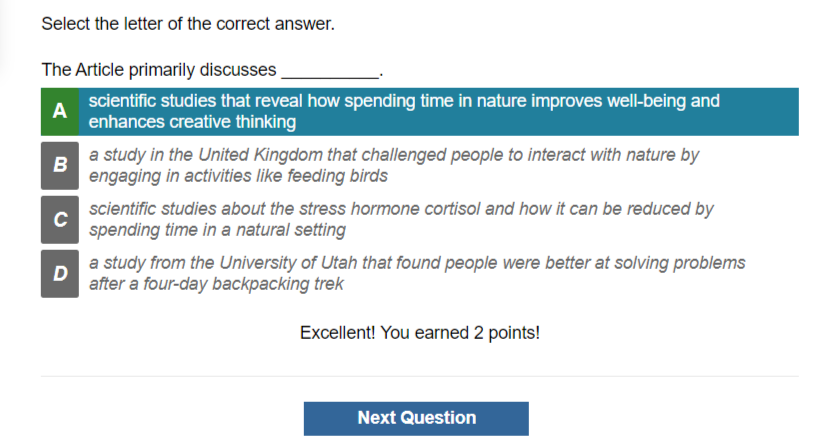 Select the letter of the correct answer.
The Article primarily discusses ___________.
A
scientific studies that reveal how spending time in nature improves well-being and
enhances creative thinking
B
a study in the United Kingdom that challenged people to interact with nature by
engaging in activities like feeding birds
C
scientific studies about the stress hormone cortisol and how it can be reduced by
spending time in a natural setting
D
a study from the University of Utah that found people were better at solving problems
after a four-day backpacking trek
Excellent! You earned 2 points!
Next Question